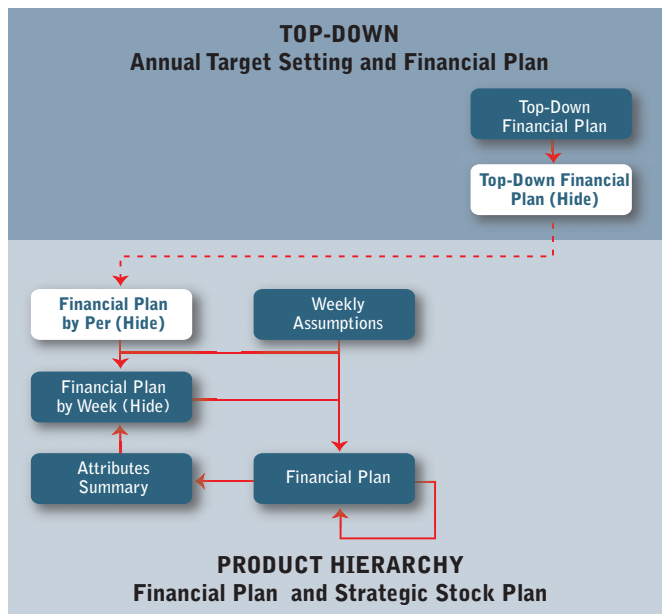 TOP-DOWN
Annual Target Setting and Financial Plan
Top-Down
Financial Plan
Top-Down Financial
Plan (Hide)
Financial Plan
by Per (Hide)
Weekly
Assumptions
Financial Plan
by Week (Hide)
Attributes
Summary
Financial Plan
PRODUCT HIERARCHY
Financial Plan and Strategic Stock Plan